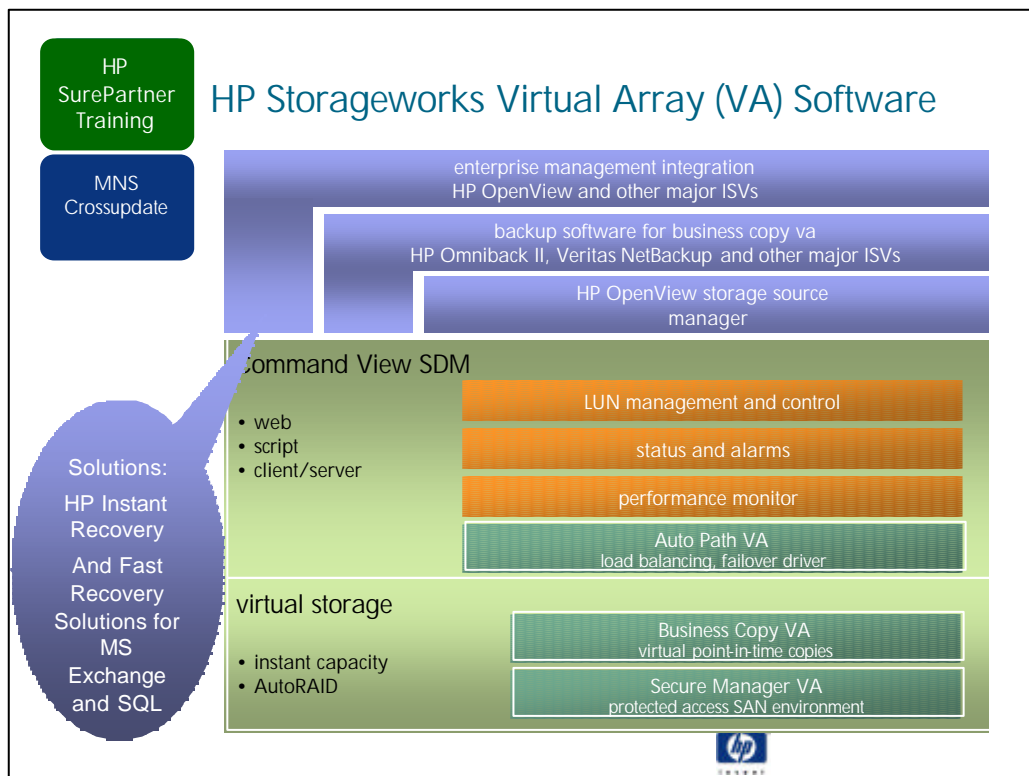 HP
SurePartner
Training
HP Storageworks Virtual Array (VA) Software
MNS
Crossupdate
enterprise management integration
HP OpenView and other major ISVs
backup software for business copy va
HP Omniback II, Veritas NetBackup and other major ISVs
HP OpenView storage source
manager
Command View SDM
• web
• script
• client/server
LUN management and control
status and alarms
performance monitor
Auto Path VA
load balancing, failover driver
Solutions:
HP Instant
Recovery
And Fast
Recovery
Solutions for
MS
Exchange
and SQL
virtual storage
• instant capacity
• AutoRAID
Business Copy VA
virtual point-in-time copies
Secure Manager VA
protected access SAN environment
hp
invent